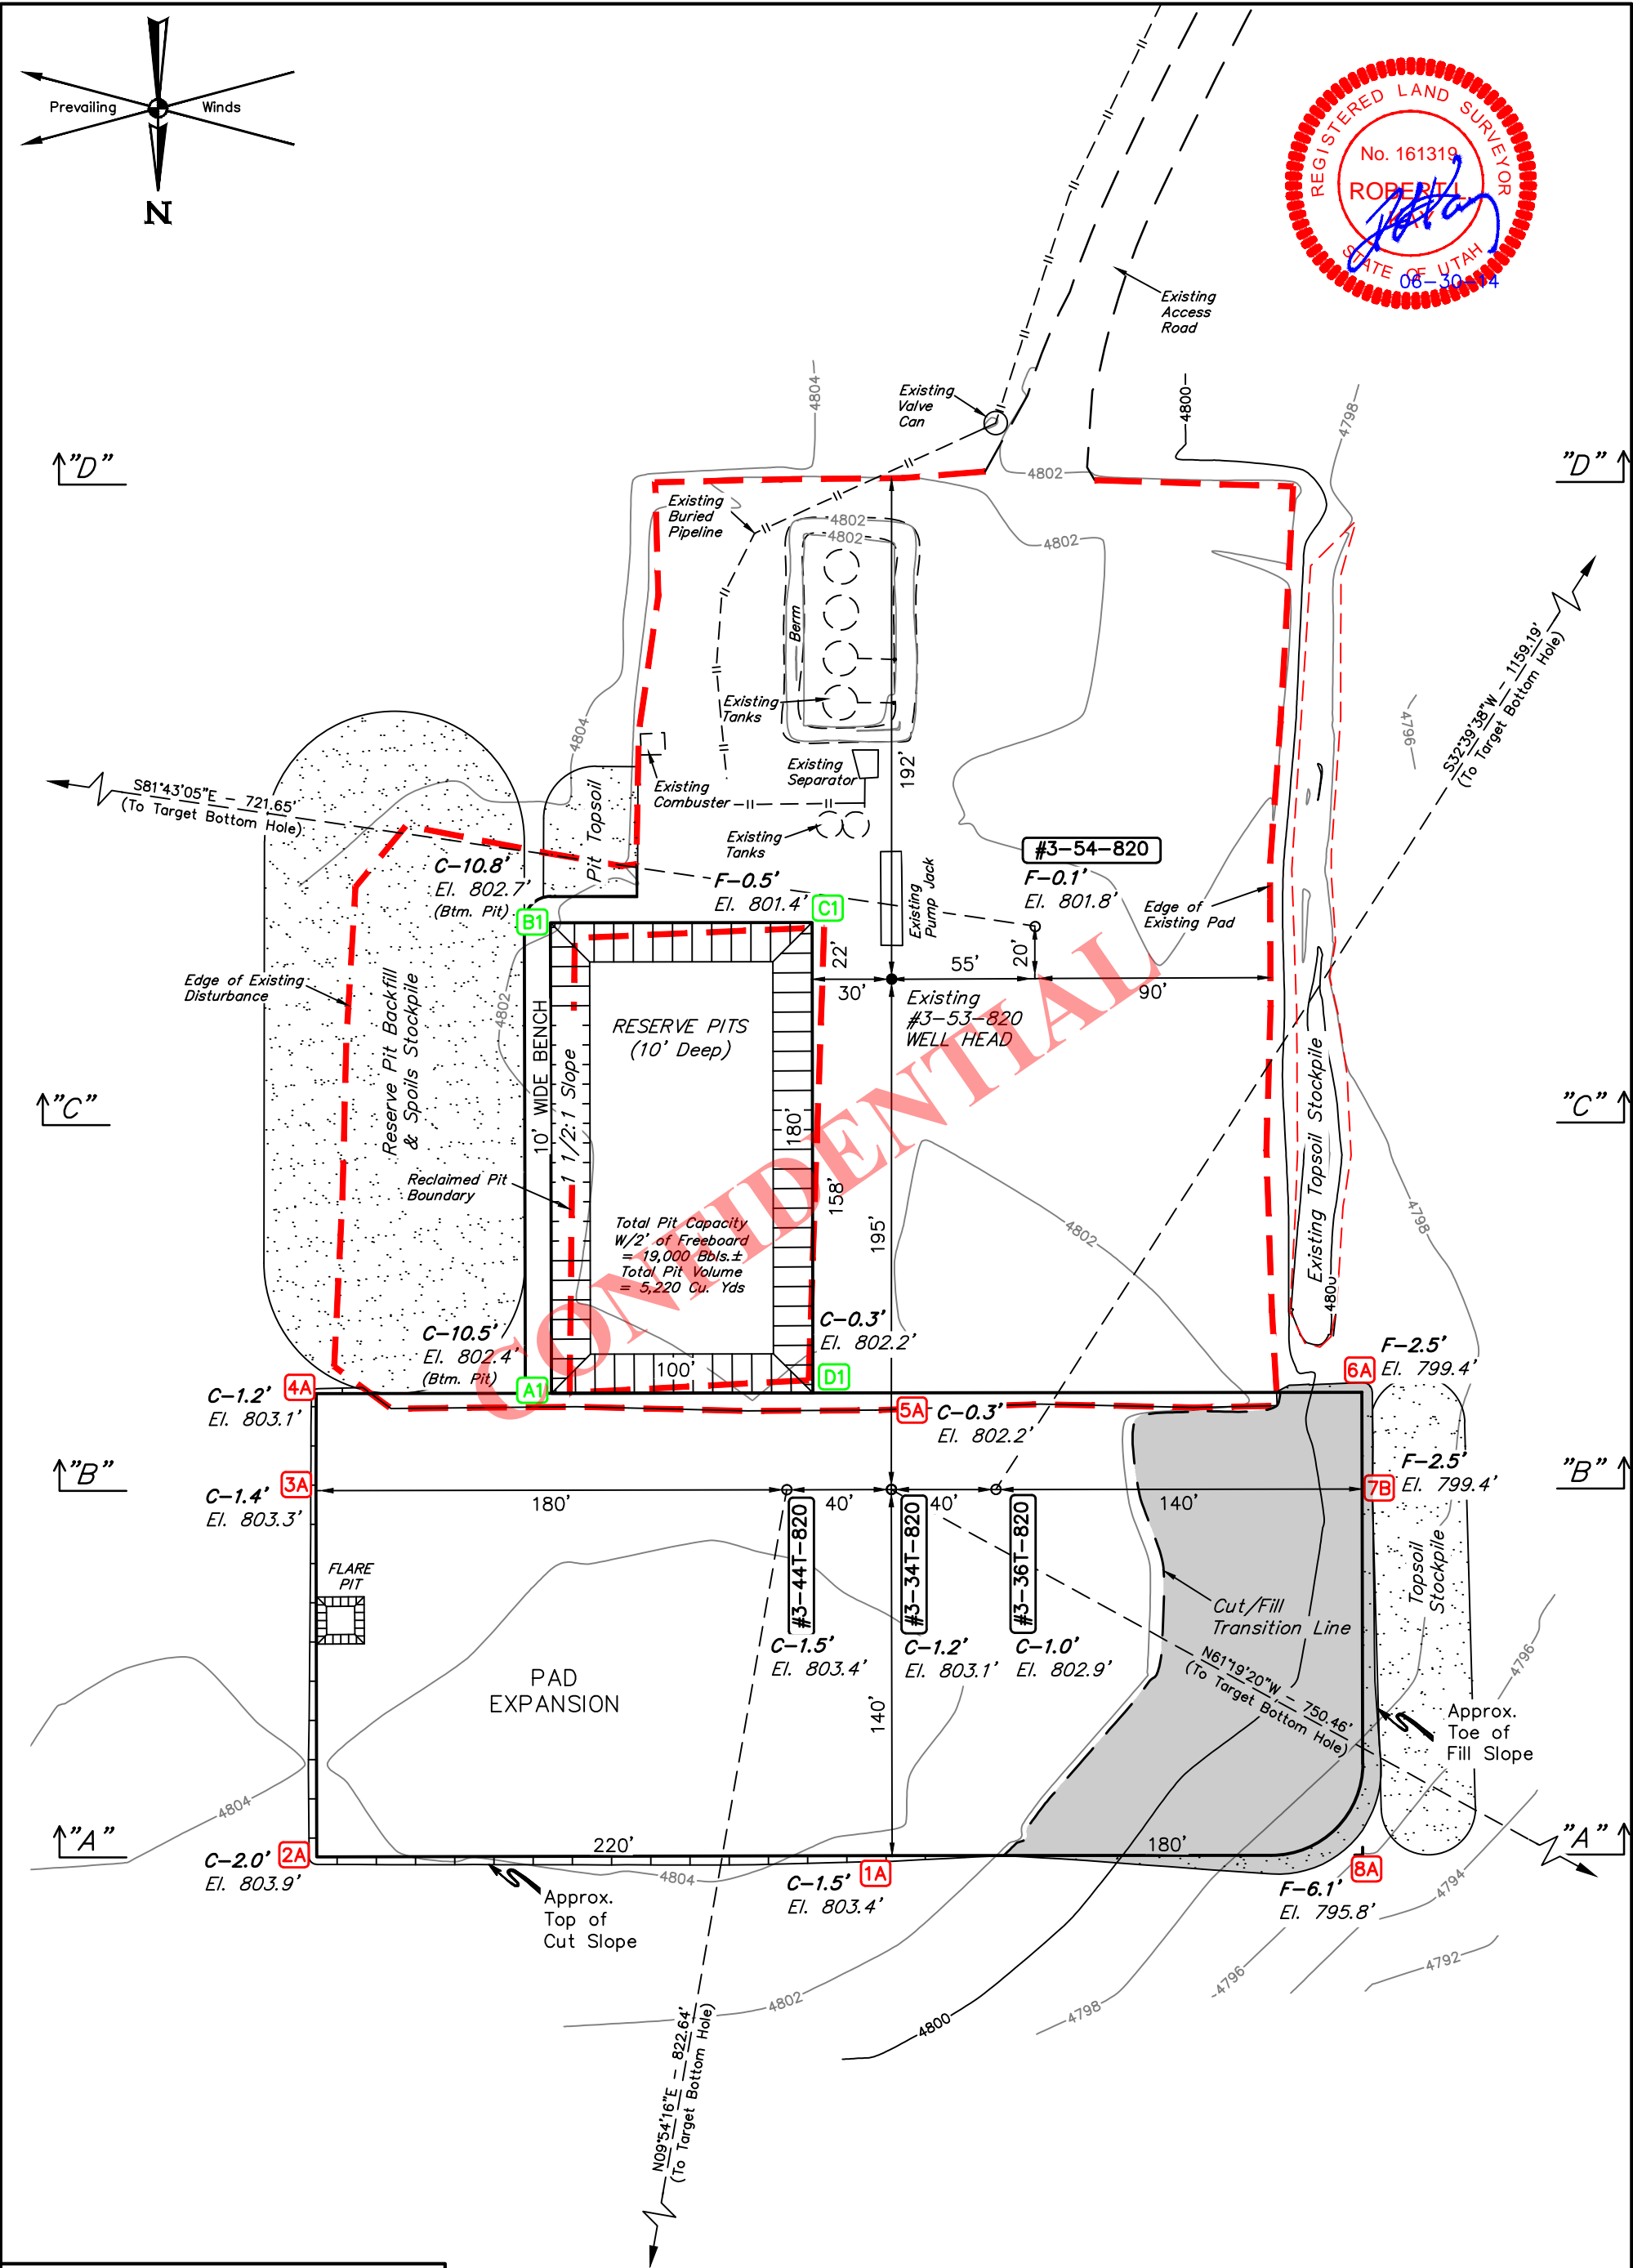 Prevailing Winds
N
REGISTERED LAND SURVEYOR
No. 161319
ROBERT L.
STATE OF UTAH
06-30-14
Existing
Access
Road
Existing
Valve
Can
4804
4800
4798
"D"
"D"
4802
Existing
Buried
Pipeline
4802
4802
4802
Berm
Existing
Tanks
4804
4796
S32°39'38"W - 1159.19'
(To Target Bottom Hole)
S81°43'05"E - 721.65'
(To Target Bottom Hole)
Existing
Combuster
Existing
Separator
192'
Existing
Tanks
Pit Topsoil
#3-54-820
F-0.1'
El. 801.8'
C-10.8'
El. 802.7'
(Btm. Pit)
F-0.5'
El. 801.4'
B1
C1
Existing
Pump Jack
Edge of
Existing Pad
22'
30'
55'
20'
90'
Edge of Existing
Disturbance
Reserve Pit Backfill
& Spoils Stockpile
4802
10' WIDE BENCH
1 1/2:1 Slope
RESERVE PITS
(10' Deep)
Existing
#3-53-820
WELL HEAD
CONFIDENTIAL
"C"
"C"
180'
158'
195'
Existing Topsoil Stockpile
4800
4798
4802
Reclaimed Pit
Boundary
Total Pit Capacity
W/2' of Freeboard
= 19,000 Bbls.±
Total Pit Volume
= 5,220 Cu. Yds
C-10.5'
El. 802.4'
(Btm. Pit)
C-0.3'
El. 802.2'
100'
A1
D1
4A
C-1.2'
El. 803.1'
5A
C-0.3'
El. 802.2'
6A
F-2.5'
El. 799.4'
"B"
"B"
3A
C-1.4'
El. 803.3'
7B
F-2.5'
El. 799.4'
180'
40'
40'
140'
#3-44T-820
#3-34T-820
#3-36T-820
C-1.5'
El. 803.4'
C-1.2'
El. 803.1'
C-1.0'
El. 802.9'
FLARE
PIT
PAD
EXPANSION
140'
Cut/Fill
Transition Line
Topsoil
Stockpile
N61°19'20"W - 750.46'
(To Target Bottom Hole)
4796
Approx.
Toe of
Fill Slope
4804
"A"
"A"
2A
C-2.0'
El. 803.9'
220'
180'
1A
C-1.5'
El. 803.4'
8A
F-6.1'
El. 795.8'
4804
Approx.
Top of
Cut Slope
4794
4792
4796
4798
4800
4802
N09°54'16"E - 822.64'
(To Target Bottom Hole)